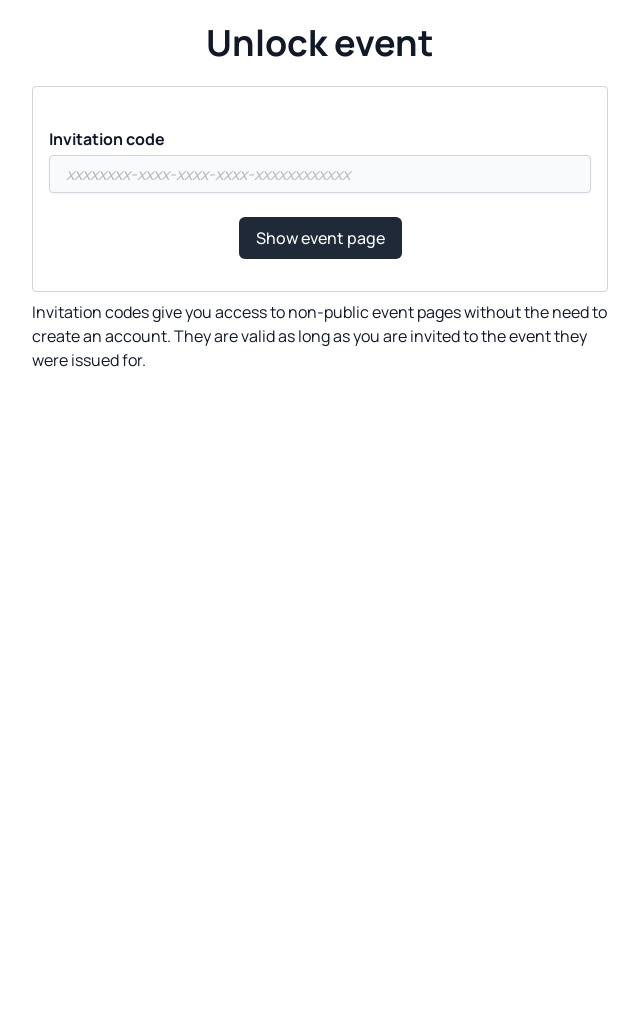 Unlock event
Invitation code
xxxxxxxx-xxxx-xxxx-xxxx-xxxxxxxxxxxx
Show event page
Invitation codes give you access to non-public event pages without the need to
create an account. They are valid as long as you are invited to the event they
were issued for.